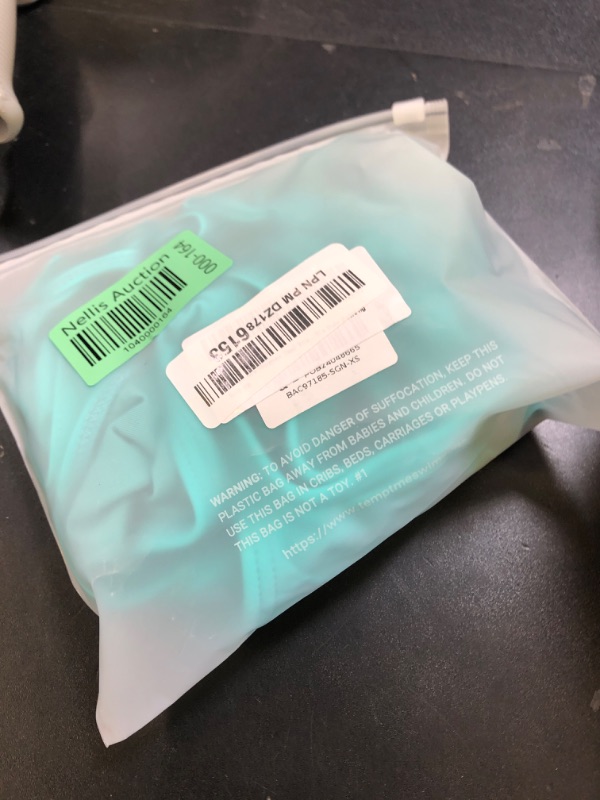 Nellis Auction
000-164
1040000164
LPN PM DZ1786155
BAC97185-SGN-XS
WARNING: TO AVOID DANGER OF SUFFOCATION, KEEP THIS
PLASTIC BAG AWAY FROM BABIES AND CHILDREN. DO NOT
USE THIS BAG IN CRIBS, BEDS, CARRIAGES OR PLAYPENS
THIS BAG IS NOT A TOY. #1